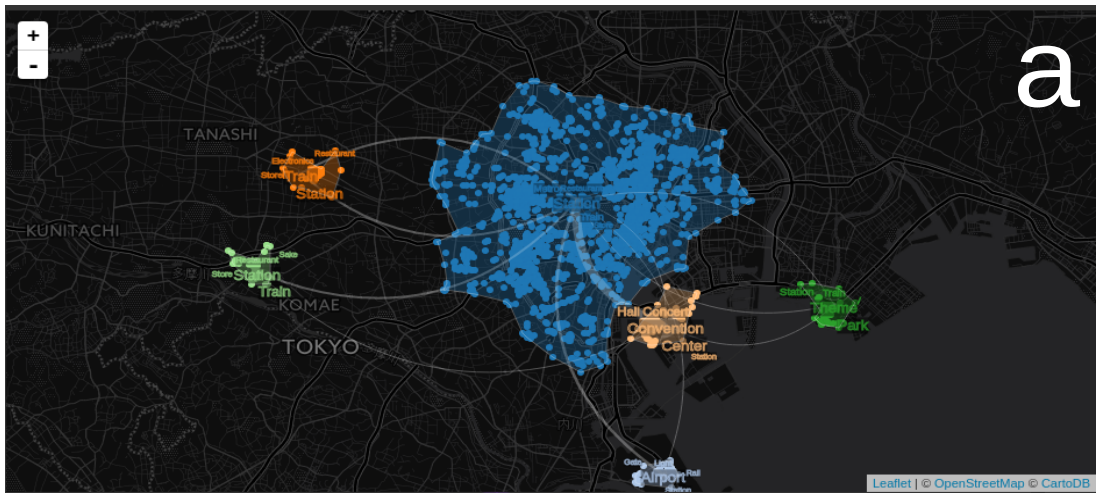 +
-
a
TANASHI
Electronics
Restaurant
Store
Train
Station
KUNITACHI
Restaurant
Sake
Store
Station
Train
KOMAE
TOKYO
Station
Hall Concert
Convention
Center
Station
Station
Train
Theme
Park
Gate
Airport
Rail
Leaflet | © OpenStreetMap © CartoDB